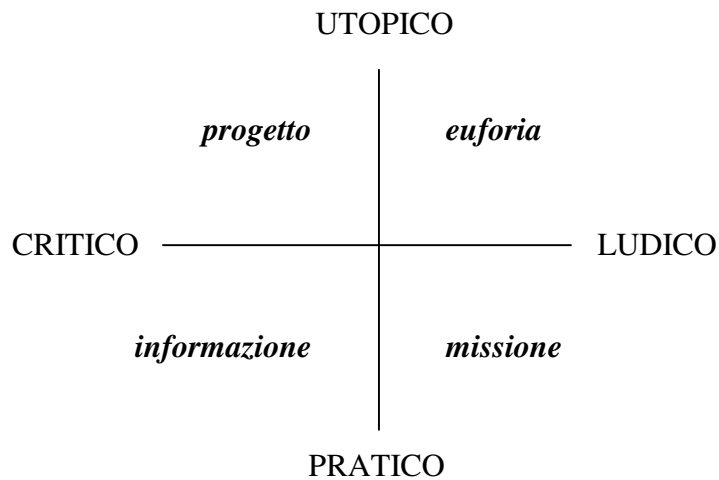 UTOPICO
progetto euforia
CRITICO LUDICO
informazione missione
PRATICO